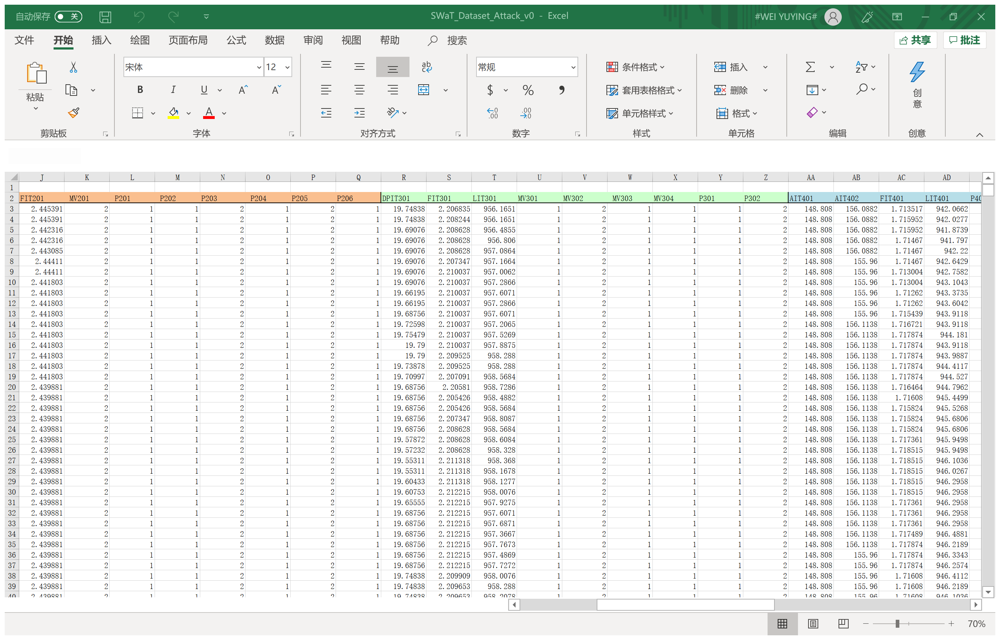 自动保存 关 SWaT_Dataset_Attack_v0 - Excel #WEI YUYING#
文件 开始 插入 绘图 页面布局 公式 数据 审阅 视图 帮助 搜索 共享 批注
宋体 12 ab c 常规 条件格式 插入 Σ A Z
粘贴 B I U A A $ % , 套用表格格式 删除 创意
A ab ←0 .00 .00 →0 单元格样式 格式
剪贴板 字体 对齐方式 数字 样式 单元格 编辑 创意
J K L M N O P Q R S T U V W X Y Z AA AB AC AD
1
2 FIT201 MV201 P201 P202 P203 P204 P205 P206 DPIT301 FIT301 LIT301 MV301 MV302 MV303 MV304 P301 P302 AIT401 AIT402 FIT401 LIT401 P40
3 2.445391 2 1 1 2 1 2 1 19.74838 2.206835 956.1651 1 2 1 1 1 2 148.808 156.0882 1.713517 942.0662
4 2.445391 2 1 1 2 1 2 1 19.74838 2.208244 956.1651 1 2 1 1 1 2 148.808 156.0882 1.715952 942.0277
5 2.442316 2 1 1 2 1 2 1 19.69076 2.208628 956.4855 1 2 1 1 1 2 148.808 156.0882 1.715952 941.8739
6 2.442316 2 1 1 2 1 2 1 19.69076 2.208628 956.806 1 2 1 1 1 2 148.808 156.0882 1.71467 941.797
7 2.443085 2 1 1 2 1 2 1 19.69076 2.208628 957.0864 1 2 1 1 1 2 148.808 156.0882 1.71467 942.22
8 2.44411 2 1 1 2 1 2 1 19.69076 2.207347 957.1664 1 2 1 1 1 2 148.808 155.96 1.71467 942.6429
9 2.44411 2 1 1 2 1 2 1 19.69076 2.210037 957.0062 1 2 1 1 1 2 148.808 155.96 1.713004 942.7582
10 2.441803 2 1 1 2 1 2 1 19.69076 2.210037 957.2866 1 2 1 1 1 2 148.808 155.96 1.713004 943.1043
11 2.441803 2 1 1 2 1 2 1 19.66195 2.210037 957.6071 1 2 1 1 1 2 148.808 155.96 1.71262 943.3735
12 2.441803 2 1 1 2 1 2 1 19.66195 2.210037 957.2866 1 2 1 1 1 2 148.808 155.96 1.71262 943.6042
13 2.441803 2 1 1 2 1 2 1 19.68756 2.210037 957.6071 1 2 1 1 1 2 148.808 155.96 1.715439 943.9118
14 2.441803 2 1 1 2 1 2 1 19.72598 2.210037 957.2065 1 2 1 1 1 2 148.808 156.1138 1.716721 943.9118
15 2.441803 2 1 1 2 1 2 1 19.75479 2.210037 957.5269 1 2 1 1 1 2 148.808 156.1138 1.717874 944.181
16 2.441803 2 1 1 2 1 2 1 19.79 2.210037 957.8875 1 2 1 1 1 2 148.808 156.1138 1.717874 943.9118
17 2.441803 2 1 1 2 1 2 1 19.79 2.209525 958.288 1 2 1 1 1 2 148.808 156.1138 1.717874 943.9887
18 2.441803 2 1 1 2 1 2 1 19.73878 2.209525 958.288 1 2 1 1 1 2 148.808 156.1138 1.717874 944.4117
19 2.441803 2 1 1 2 1 2 1 19.70997 2.207091 958.5684 1 2 1 1 1 2 148.808 156.1138 1.717874 944.527
20 2.439881 2 1 1 2 1 2 1 19.68756 2.20581 958.7286 1 2 1 1 1 2 148.808 156.1138 1.716464 944.7962
21 2.439881 2 1 1 2 1 2 1 19.68756 2.205426 958.4882 1 2 1 1 1 2 148.808 156.1138 1.71608 945.4499
22 2.439881 2 1 1 2 1 2 1 19.68756 2.205426 958.5684 1 2 1 1 1 2 148.808 156.1138 1.715824 945.5268
23 2.439881 2 1 1 2 1 2 1 19.68756 2.207347 958.8087 1 2 1 1 1 2 148.808 156.1138 1.715824 945.6806
24 2.439881 2 1 1 2 1 2 1 19.68756 2.208628 958.5684 1 2 1 1 1 2 148.808 156.1138 1.715824 945.6806
25 2.439881 2 1 1 2 1 2 1 19.57872 2.208628 958.6084 1 2 1 1 1 2 148.808 156.1138 1.717361 945.9498
26 2.439881 2 1 1 2 1 2 1 19.57232 2.208628 958.328 1 2 1 1 1 2 148.808 156.1138 1.718515 945.9498
27 2.439881 2 1 1 2 1 2 1 19.55311 2.211318 958.368 1 2 1 1 1 2 148.808 156.1138 1.718515 946.1036
28 2.439881 2 1 1 2 1 2 1 19.55311 2.211318 958.1678 1 2 1 1 1 2 148.808 156.1138 1.718515 946.0267
29 2.439881 2 1 1 2 1 2 1 19.60433 2.211318 958.1277 1 2 1 1 1 2 148.808 156.1138 1.718515 946.2958
30 2.439881 2 1 1 2 1 2 1 19.60753 2.212215 958.0076 1 2 1 1 1 2 148.808 156.1138 1.718515 946.2958
31 2.439881 2 1 1 2 1 2 1 19.65555 2.212215 957.9275 1 2 1 1 1 2 148.808 156.1138 1.717361 946.2958
32 2.439881 2 1 1 2 1 2 1 19.68756 2.212215 957.6071 1 2 1 1 1 2 148.808 156.1138 1.717361 946.2958
33 2.439881 2 1 1 2 1 2 1 19.68756 2.212215 957.6871 1 2 1 1 1 2 148.808 156.1138 1.717361 946.2958
34 2.439881 2 1 1 2 1 2 1 19.68756 2.212215 957.3667 1 2 1 1 1 2 148.808 156.1138 1.717489 946.4881
35 2.439881 2 1 1 2 1 2 1 19.68756 2.212215 957.7673 1 2 1 1 1 2 148.808 156.1138 1.717874 946.2189
36 2.439881 2 1 1 2 1 2 1 19.68756 2.212215 957.4869 1 2 1 1 1 2 148.808 155.96 1.717874 946.3343
37 2.439881 2 1 1 2 1 2 1 19.68756 2.212215 957.7272 1 2 1 1 1 2 148.808 155.96 1.717874 946.2574
38 2.439881 2 1 1 2 1 2 1 19.74838 2.209909 958.0076 1 2 1 1 1 2 148.808 155.96 1.71608 946.4112
39 2.439881 2 1 1 2 1 2 1 19.74838 2.209653 958.288 1 2 1 1 1 2 148.808 155.96 1.71608 946.2189
40 2.439881 2 1 1 2 1 2 1 19.74838 2.209653 958.2078 1 2 1 1 1 2 148.808 155.96 1.71608 946.1036
70%